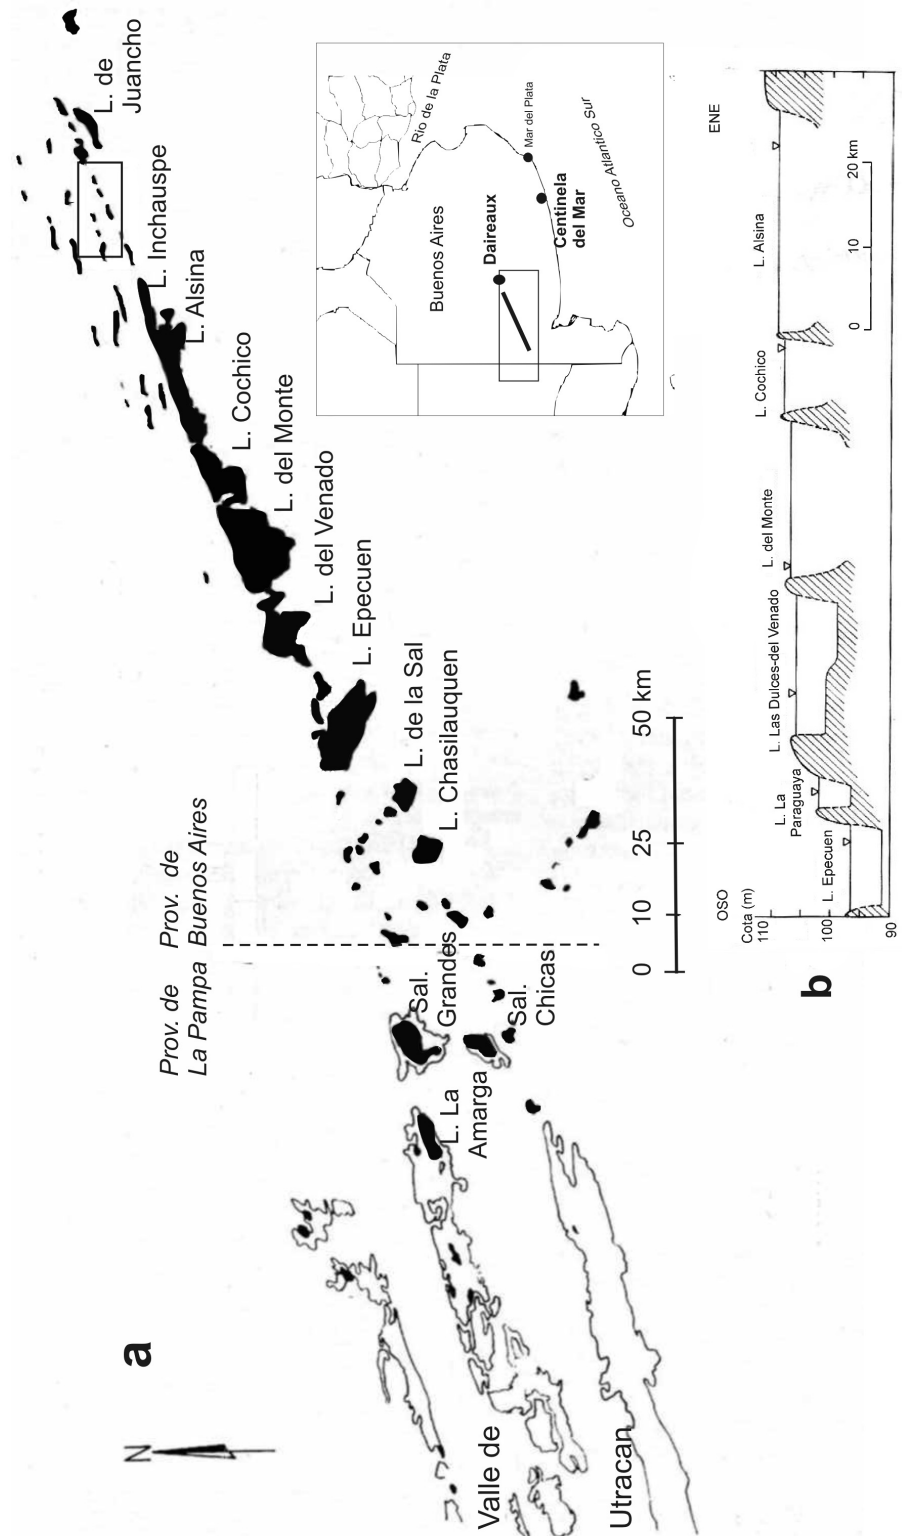 a
N
Prov. de
La Pampa
Prov. de
Buenos Aires
Valle de
Utracan
L. La
Amarga
Sal.
Grandes
Sal.
Chicas
L. Chasilauquen
L. de la Sal
L. Epecuen
L. del Venado
L. del Monte
L. Cochico
L. Alsina
L. Inchauspe
L. de
Juancho
0 10 25 50 km
Buenos Aires
Rio de la Plata
Daireaux
Mar del Plata
Centinela
del Mar
Oceano Atlantico Sur
b
OSO
ENE
Cota (m)
110
100
90
L. Epecuen
L. La
Paraguaya
L. Las Dulces-del Venado
L. del Monte
L. Cochico
L. Alsina
0 10 20 km